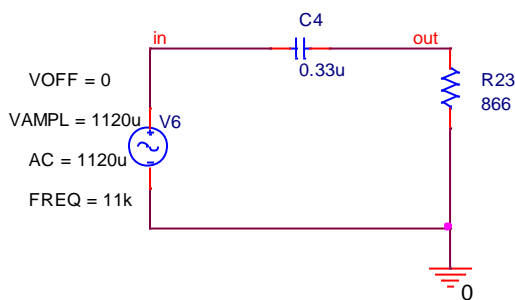 C4
in
out
0.33u
R23
866
VOFF = 0
VAMPL = 1120u
V6
AC = 1120u
FREQ = 11k
0